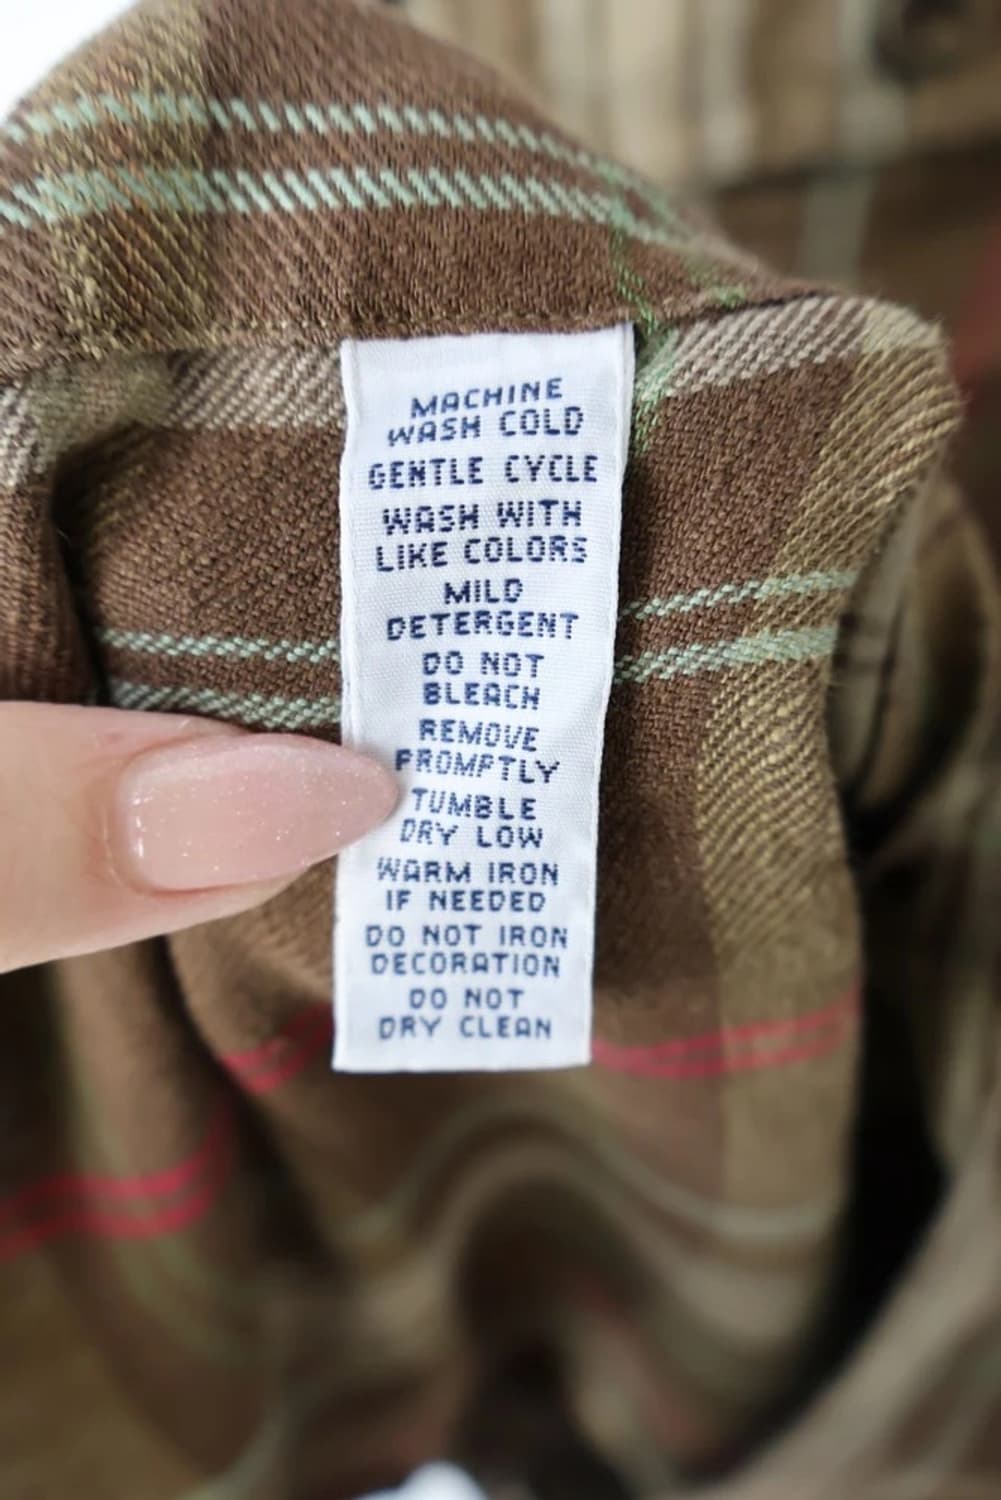 MACHINE
WASH COLD
GENTLE CYCLE
WASH WITH
LIKE COLORS
MILD
DETERGENT
DO NOT
BLEACH
REMOVE
PROMPTLY
TUMBLE
DRY LOW
WARM IRON
IF NEEDED
DO NOT IRON
DECORATION
DO NOT
DRY CLEAN